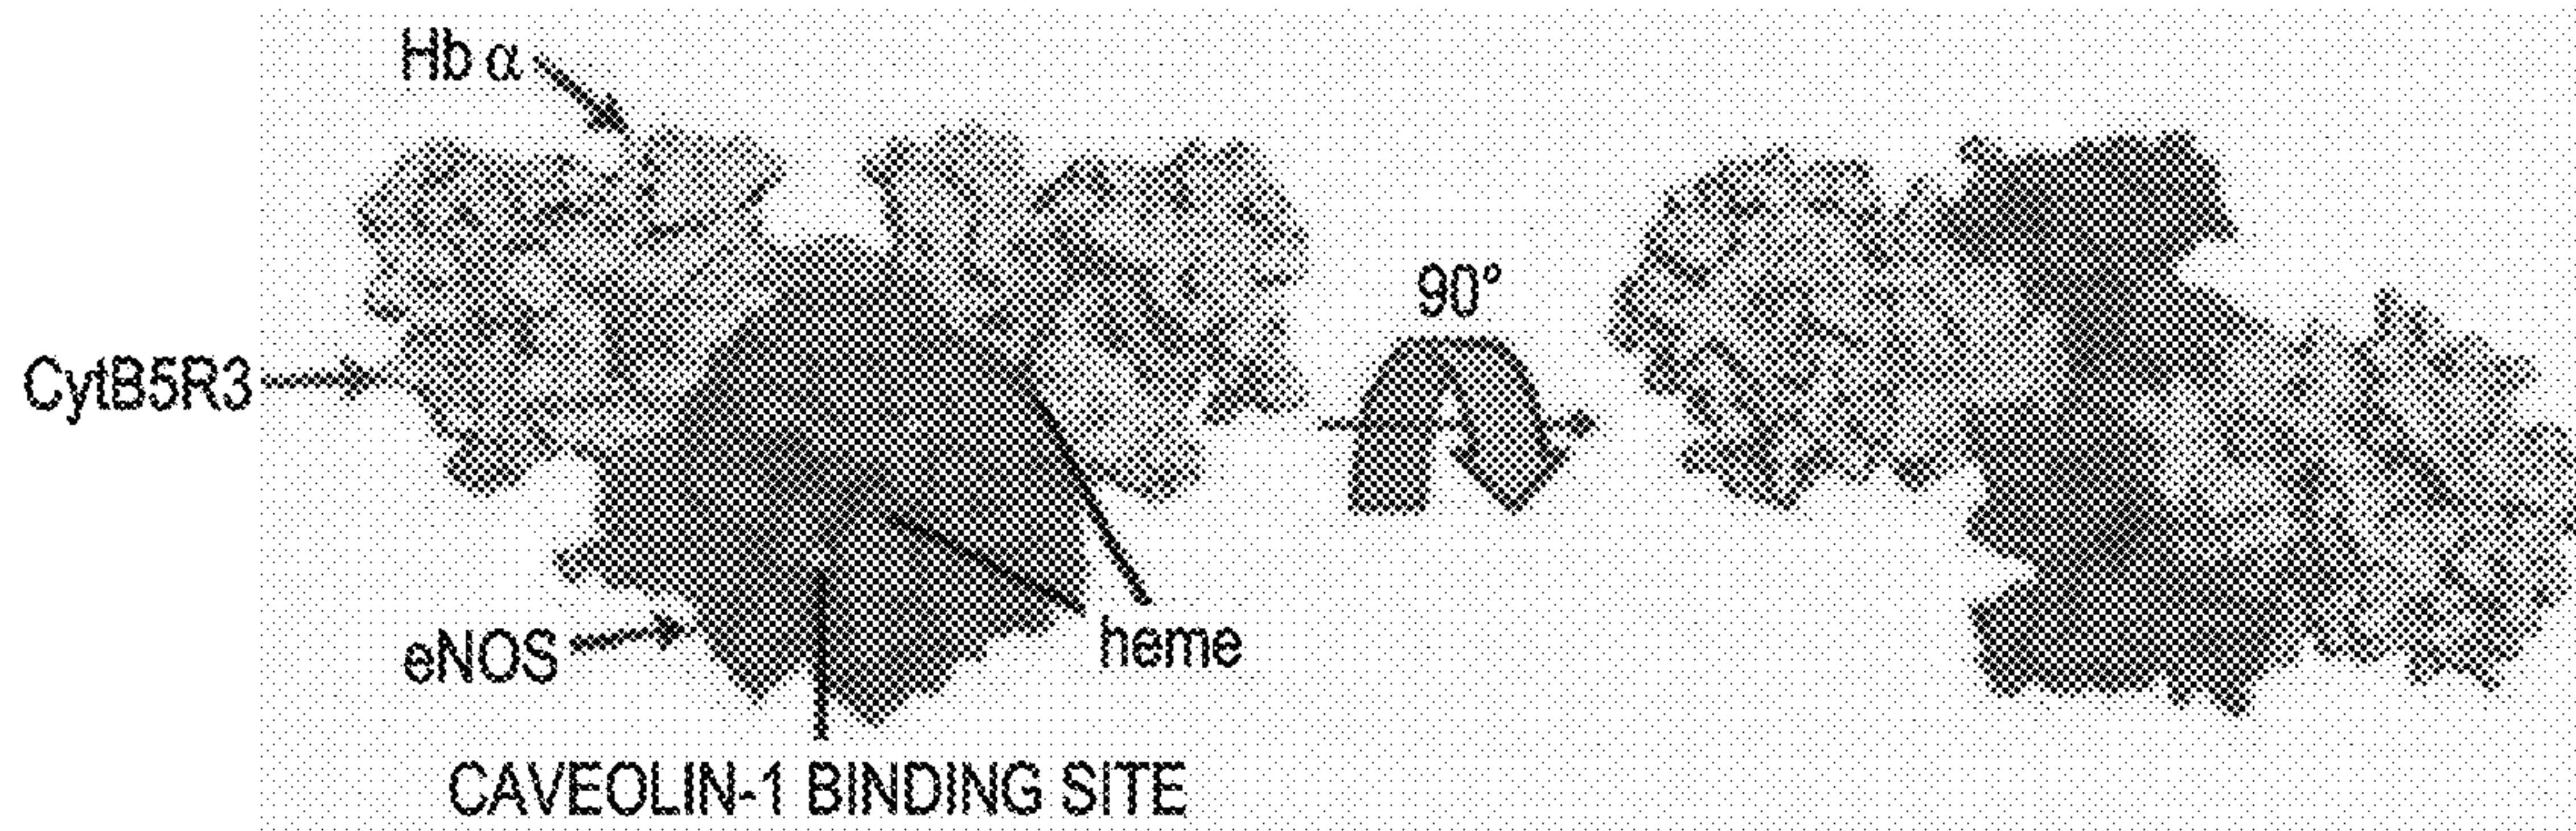 Hb α
90°
CytB5R3
eNOS
heme
CAVEOLIN-1 BINDING SITE